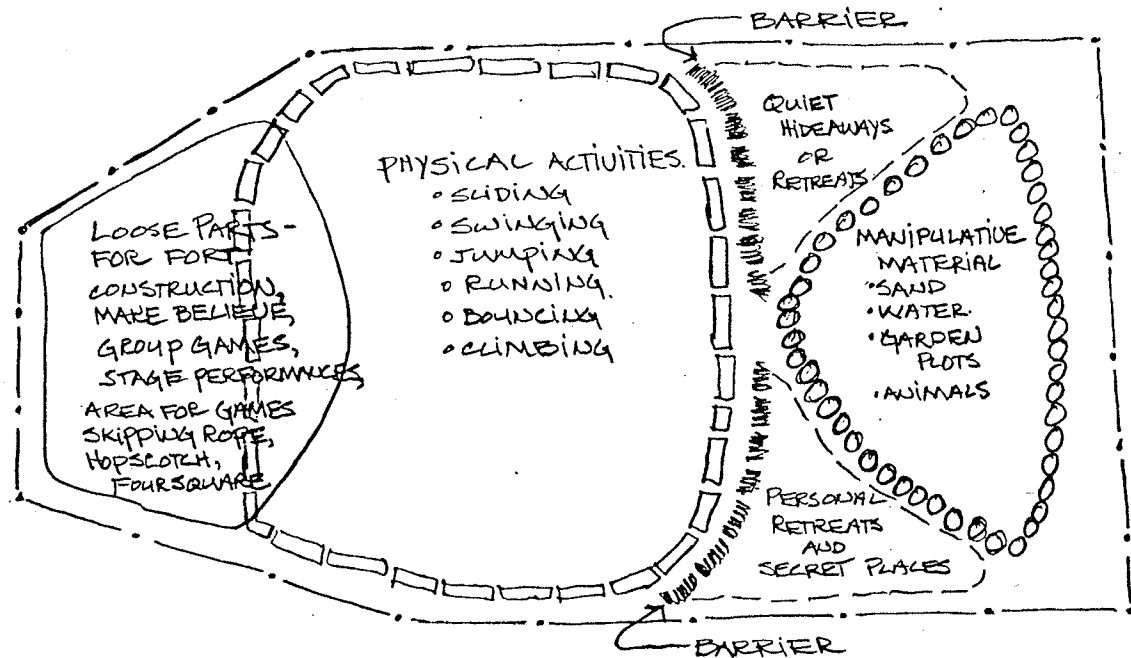 BARRIER
QUIET
HIDEAWAYS
OR
RETREATS
PHYSICAL ACTIVITIES.
• SLIDING
• SWINGING
• JUMPING
• RUNNING.
• BOUNCING
• CLIMBING
LOOSE PARTS-
FOR FORT
CONSTRUCTION,
MAKE BELIEVE,
GROUP GAMES,
STAGE PERFORMANCES,
AREA FOR GAMES
SKIPPING ROPE,
HOPSCOTCH,
FOURSQUARE
MANIPULATIVE
MATERIAL
• SAND
• WATER.
• GARDEN
PLOTS
• ANIMALS
PERSONAL
RETREATS
AND
SECRET PLACES
BARRIER